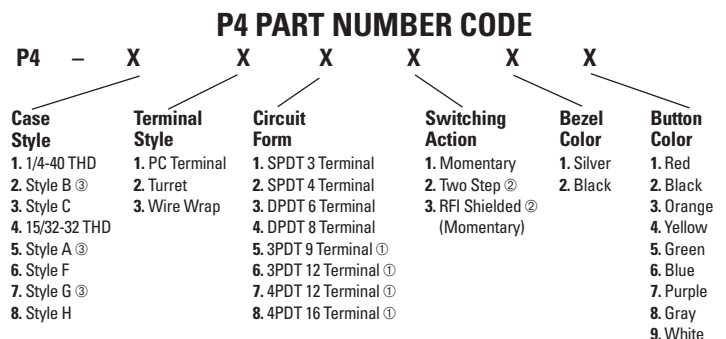 P4 PART NUMBER CODE
P4 – X X X X X X
Case Style
1. 1/4-40 THD
2. Style B ③
3. Style C
4. 15/32-32 THD
5. Style A ③
6. Style F
7. Style G ③
8. Style H
Terminal Style
1. PC Terminal
2. Turret
3. Wire Wrap
Circuit Form
1. SPDT 3 Terminal
2. SPDT 4 Terminal
3. DPDT 6 Terminal
4. DPDT 8 Terminal
5. 3PDT 9 Terminal ①
6. 3PDT 12 Terminal ①
7. 4PDT 12 Terminal ①
8. 4PDT 16 Terminal ①
Switching Action
1. Momentary
2. Two Step ②
3. RFI Shielded ②
(Momentary)
Bezel Color
1. Silver
2. Black
Button Color
1. Red
2. Black
3. Orange
4. Yellow
5. Green
6. Blue
7. Purple
8. Gray
9. White